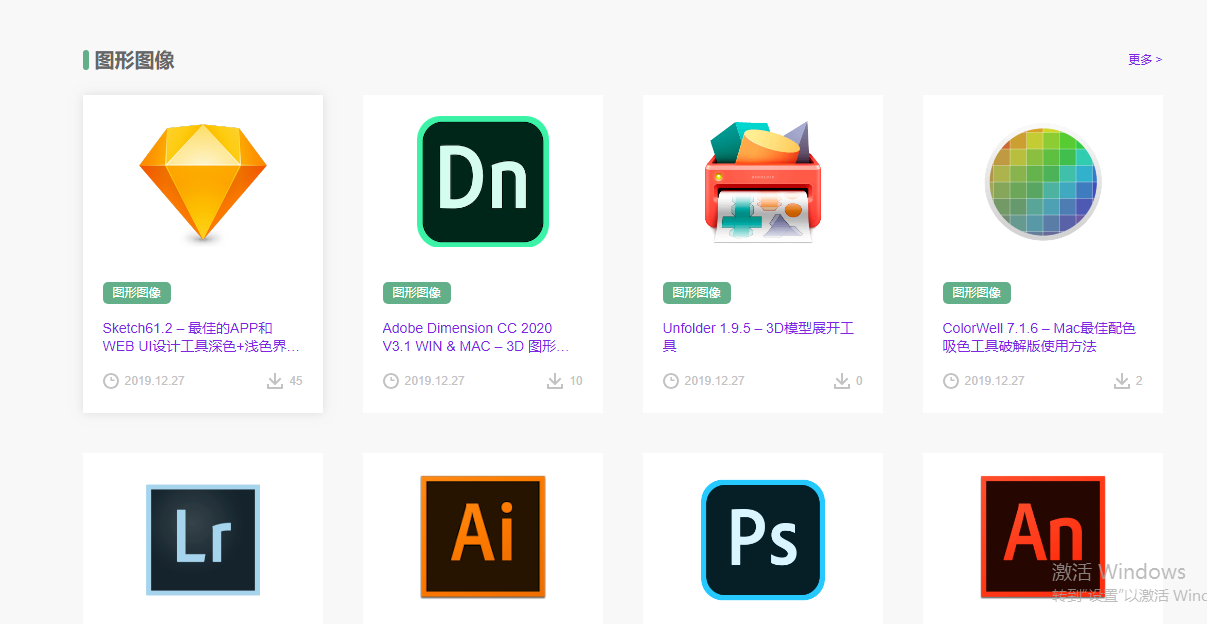 图形图像
更多 >
Dn
图形图像
图形图像
图形图像
图形图像
Sketch61.2 – 最佳的APP和
WEB UI设计工具深色+浅色界…
Adobe Dimension CC 2020
V3.1 WIN & MAC – 3D 图形…
Unfolder 1.9.5 – 3D模型展开工
具
ColorWell 7.1.6 – Mac最佳配色
吸色工具破解版使用方法
2019.12.27 45
2019.12.27 10
2019.12.27 0
2019.12.27 2
Lr
Ai
Ps
An
激活 Windows
转到"设置"以激活 Winc